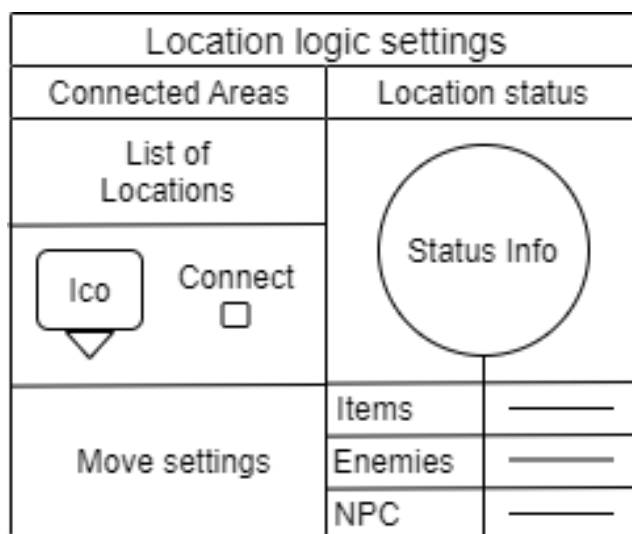 Location logic settings
Connected Areas
Location status
List of
Locations
Status Info
Ico
Connect
Move settings
Items
Enemies
NPC